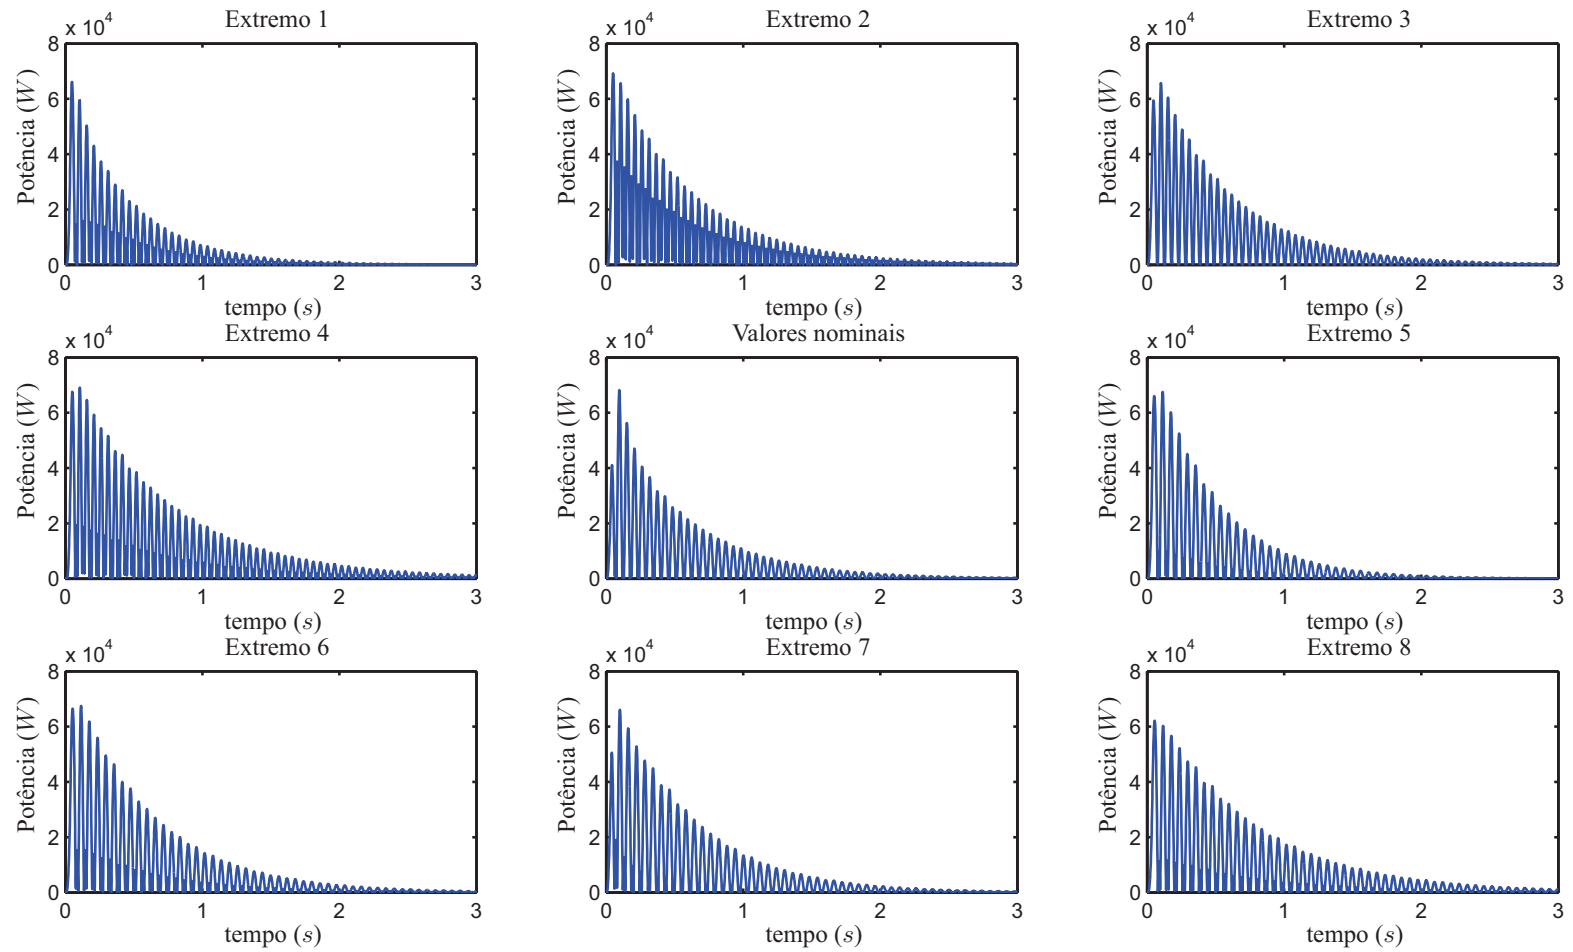 Extremo 1
x 10^4
Potência (W)
8
6
4
2
0
0 1 2 3
tempo (s)
Extremo 2
x 10^4
Potência (W)
8
6
4
2
0
0 1 2 3
tempo (s)
Extremo 3
x 10^4
Potência (W)
8
6
4
2
0
0 1 2 3
tempo (s)
Extremo 4
x 10^4
Potência (W)
8
6
4
2
0
0 1 2 3
tempo (s)
Valores nominais
x 10^4
Potência (W)
8
6
4
2
0
0 1 2 3
tempo (s)
Extremo 5
x 10^4
Potência (W)
8
6
4
2
0
0 1 2 3
tempo (s)
Extremo 6
x 10^4
Potência (W)
8
6
4
2
0
0 1 2 3
tempo (s)
Extremo 7
x 10^4
Potência (W)
8
6
4
2
0
0 1 2 3
tempo (s)
Extremo 8
x 10^4
Potência (W)
8
6
4
2
0
0 1 2 3
tempo (s)